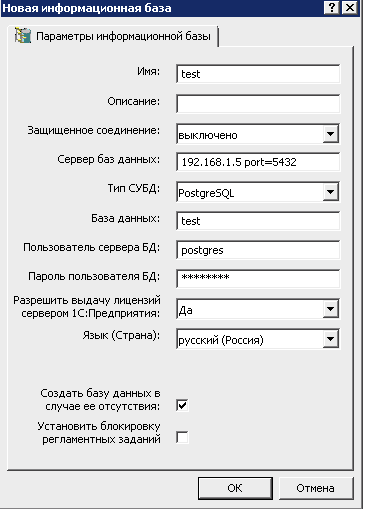 Новая информационная база
Параметры информационной базы
Имя: test
Описание:
Защищенное соединение: выключено
Сервер баз данных: 192.168.1.5 port=5432
Тип СУБД: PostgreSQL
База данных: test
Пользователь сервера БД: postgres
Пароль пользователя БД: ********
Разрешить выдачу лицензий
сервером 1С:Предприятия: Да
Язык (Страна): русский (Россия)
Создать базу данных в
случае ее отсутствия:
Установить блокировку
регламентных заданий
ОК Отмена